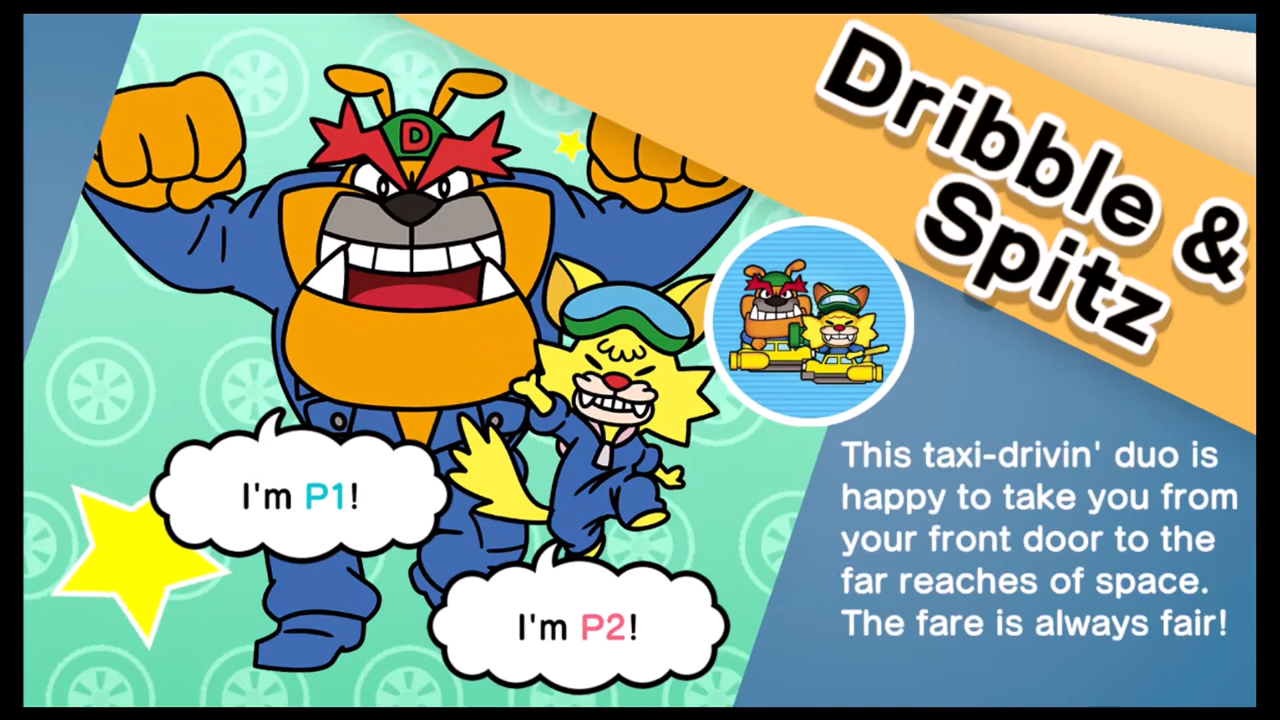 Dribble &
Spitz
D
I'm P1!
I'm P2!
This taxi-drivin' duo is
happy to take you from
your front door to the
far reaches of space.
The fare is always fair!